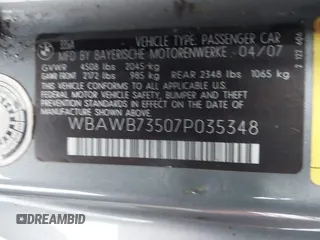 VEHICLE TYPE: PASSENGER CAR
MFD BY BAYERISCHE MOTORENWERKE 04/07
GVWR 4508 lbs 2045 kg
GAWR FRONT 2172 lbs 985 kg REAR 2348 lbs 1065 kg
THIS VEHICLE CONFORMS TO ALL APPLICABLE
FEDERAL MOTOR VEHICLE SAFETY, BUMPER,
AND THEFT PREVENTION STANDARDS IN EFFECT
ON THE DATE OF MANUFACTURE SHOWN ABOVE.
WBAWB73507P035348
DREAMBID